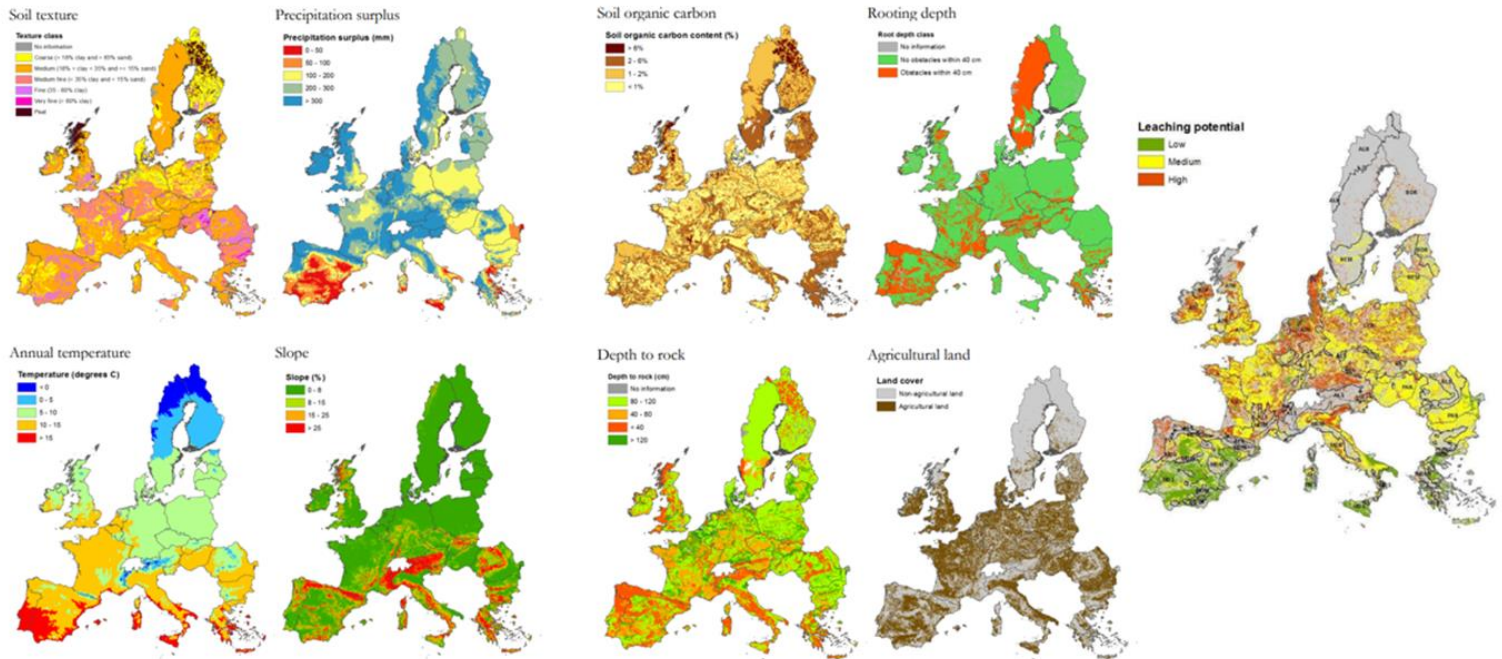 Soil texture
Texture class
No information
Coarse (< 18% clay and > 65% sand)
Medium (18% < clay < 35% and >= 15% sand)
Medium fine (< 35% clay and < 15% sand)
Fine (35 - 60% clay)
Very fine (> 60% clay)
Peat
Precipitation surplus
Precipitation surplus (mm)
0 - 50
50 - 100
100 - 200
200 - 300
> 300
Soil organic carbon
Soil organic carbon content (%)
> 6%
2 - 6%
1 - 2%
< 1%
Rooting depth
Root depth class
No information
No obstacles within 40 cm
Obstacles within 40 cm
Leaching potential
Low
Medium
High
Annual temperature
Temperature (degrees C)
< 0
0 - 5
5 - 10
10 - 15
> 15
Slope
Slope (%)
0 - 8
8 - 15
15 - 25
> 25
Depth to rock
Depth to rock (cm)
No information
80 - 120
40 - 80
< 40
> 120
Agricultural land
Land cover
Non-agricultural land
Agricultural land